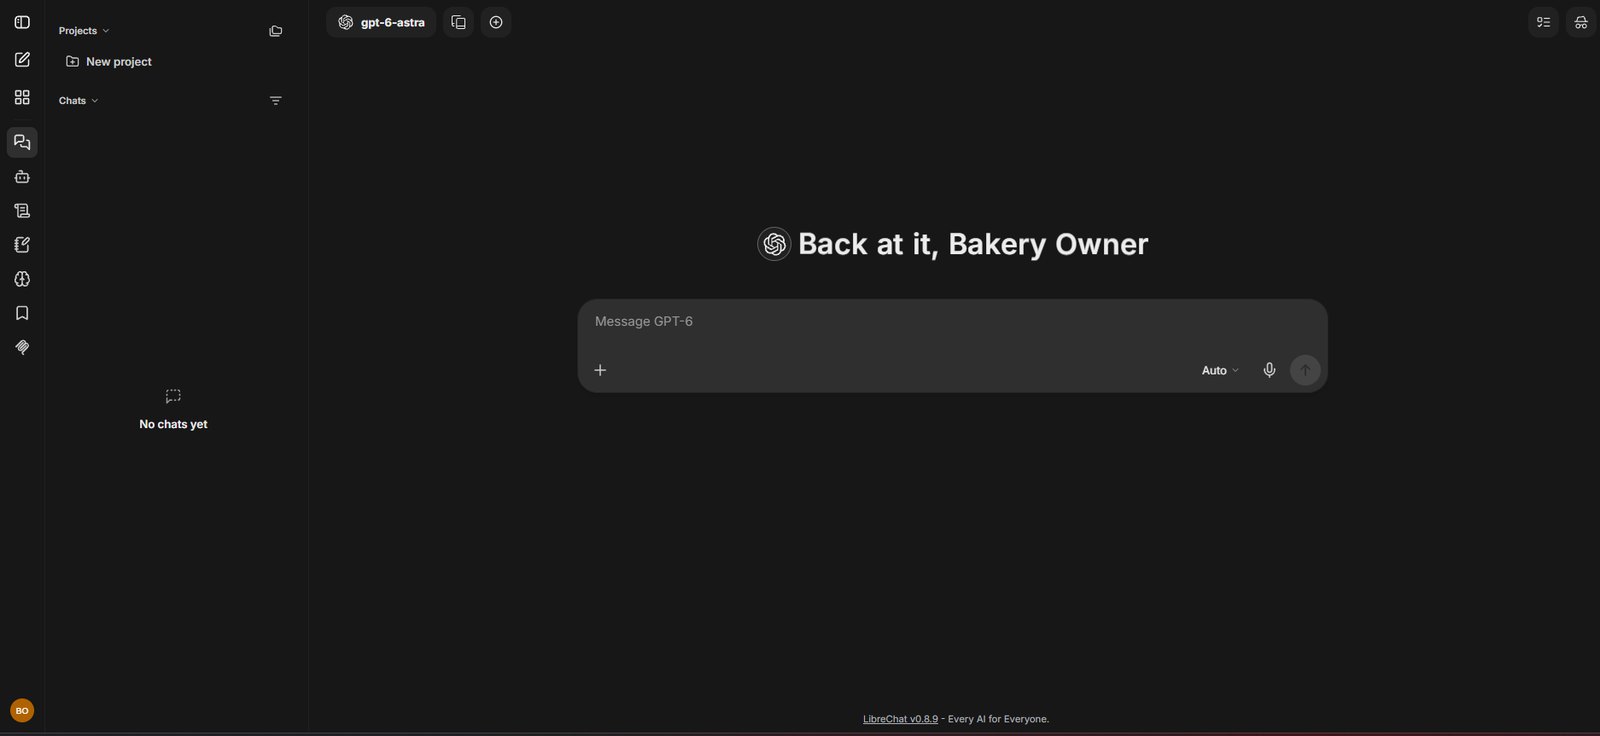 Projects
New project
Chats
No chats yet
BO
gpt-6-astra
Back at it, Bakery Owner
Message GPT-6
Auto
LibreChat v0.8.9 - Every AI for Everyone.